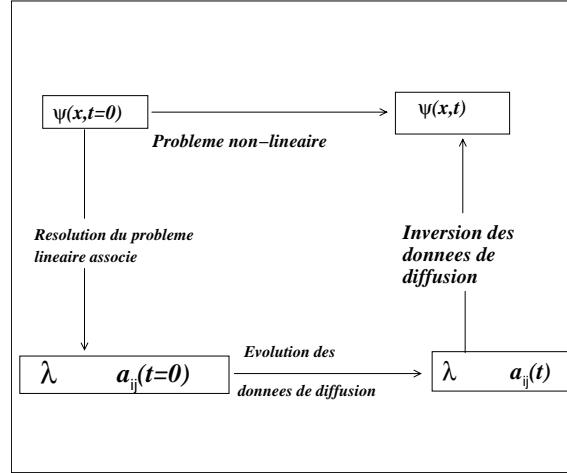 ψ(x,t=0)
ψ(x,t)
Probleme non−lineaire
Resolution du probleme
lineaire associe
Inversion des
donnees de
diffusion
λ a_ij(t=0)
Evolution des
donnees de diffusion
λ a_ij(t)